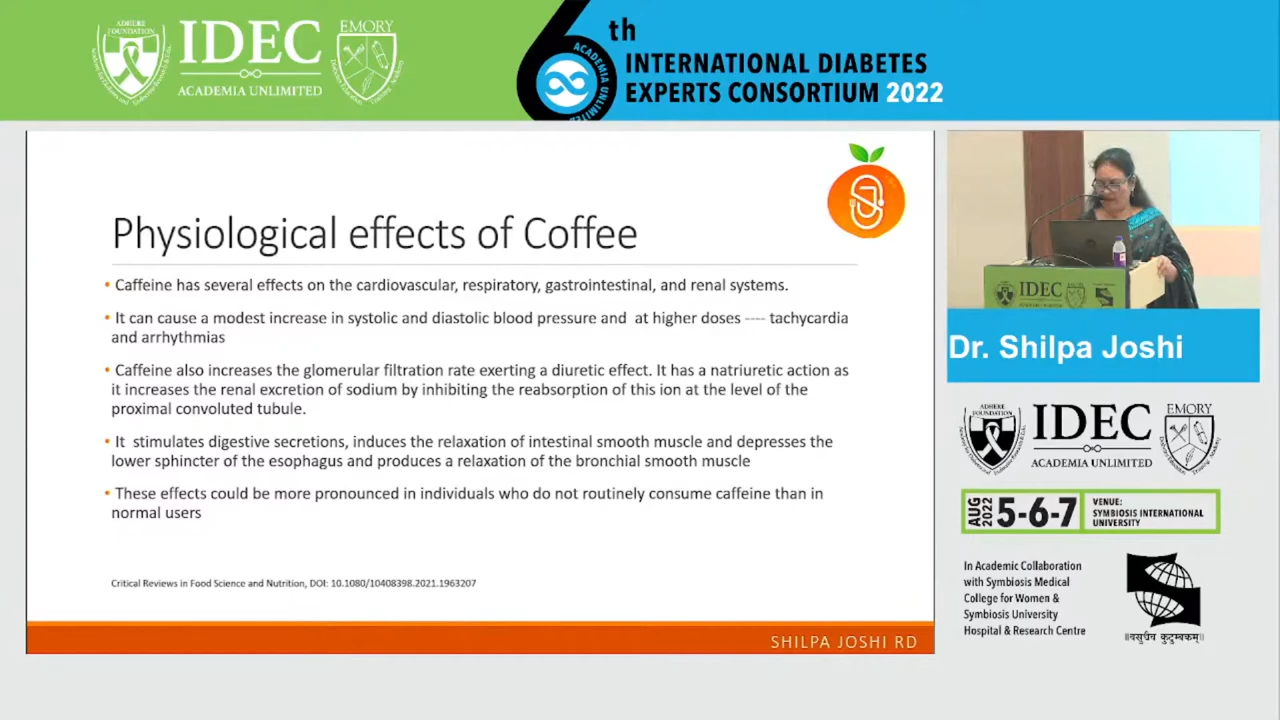 ADHERE
FOUNDATION
IDEC
ACADEMIA UNLIMITED
EMORY
6th
ACADEMIA UNLIMITED
INTERNATIONAL DIABETES
EXPERTS CONSORTIUM 2022
Physiological effects of Coffee
• Caffeine has several effects on the cardiovascular, respiratory, gastrointestinal, and renal systems.
• It can cause a modest increase in systolic and diastolic blood pressure and at higher doses ---- tachycardia
and arrhythmias
• Caffeine also increases the glomerular filtration rate exerting a diuretic effect. It has a natriuretic action as
it increases the renal excretion of sodium by inhibiting the reabsorption of this ion at the level of the
proximal convoluted tubule.
• It stimulates digestive secretions, induces the relaxation of intestinal smooth muscle and depresses the
lower sphincter of the esophagus and produces a relaxation of the bronchial smooth muscle
• These effects could be more pronounced in individuals who do not routinely consume caffeine than in
normal users
Critical Reviews in Food Science and Nutrition, DOI: 10.1080/10408398.2021.1963207
SHILPA JOSHI RD
IDEC
Dr. Shilpa Joshi
ADHERE
FOUNDATION
IDEC
ACADEMIA UNLIMITED
EMORY
AUG 2022
5-6-7
VENUE:
SYMBIOSIS INTERNATIONAL
UNIVERSITY
In Academic Collaboration
with Symbiosis Medical
College for Women &
Symbiosis University
Hospital & Research Centre
॥वसुधैव कुटुम्बकम्॥